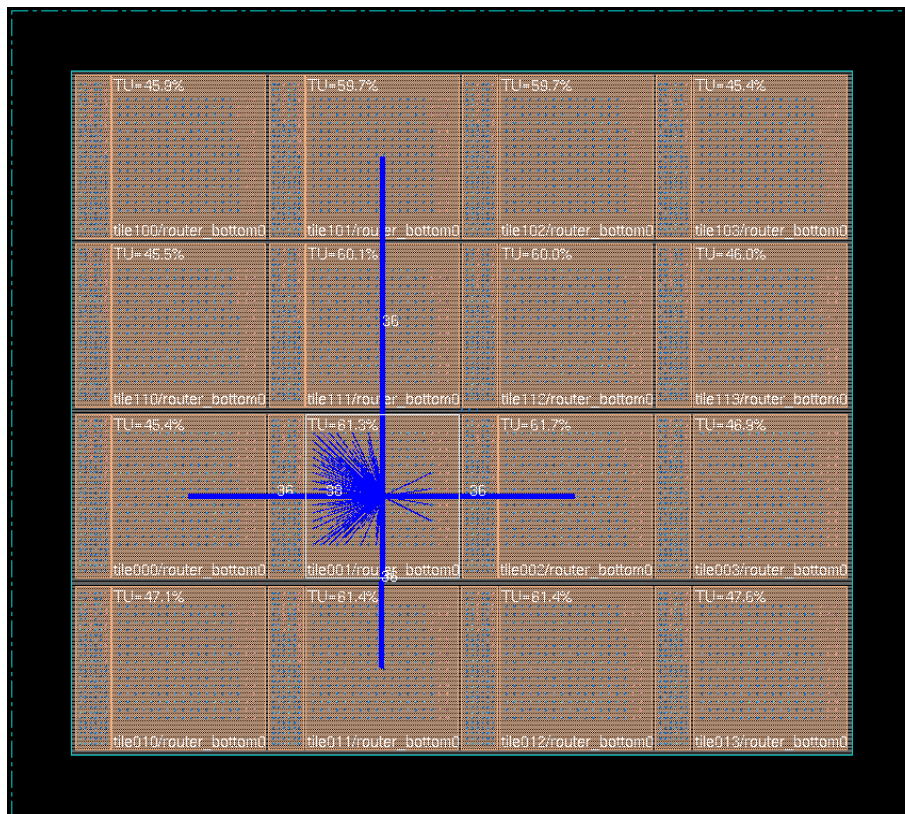 TU=45.9% TU=59.7% TU=59.7% TU=45.4%
tile100/router_bottom0 tile101/router_bottom0 tile102/router_bottom0 tile103/router_bottom0
TU=45.5% TU=60.1% TU=60.0% TU=46.0%
36
tile110/router_bottom0 tile111/router_bottom0 tile112/router_bottom0 tile113/router_bottom0
TU=45.4% TU=61.3% TU=61.7% TU=46.9%
36 36 36
tile000/router_bottom0 tile001/router_bottom0 tile002/router_bottom0 tile003/router_bottom0
36
TU=47.1% TU=61.4% TU=61.4% TU=47.6%
tile010/router_bottom0 tile011/router_bottom0 tile012/router_bottom0 tile013/router_bottom0